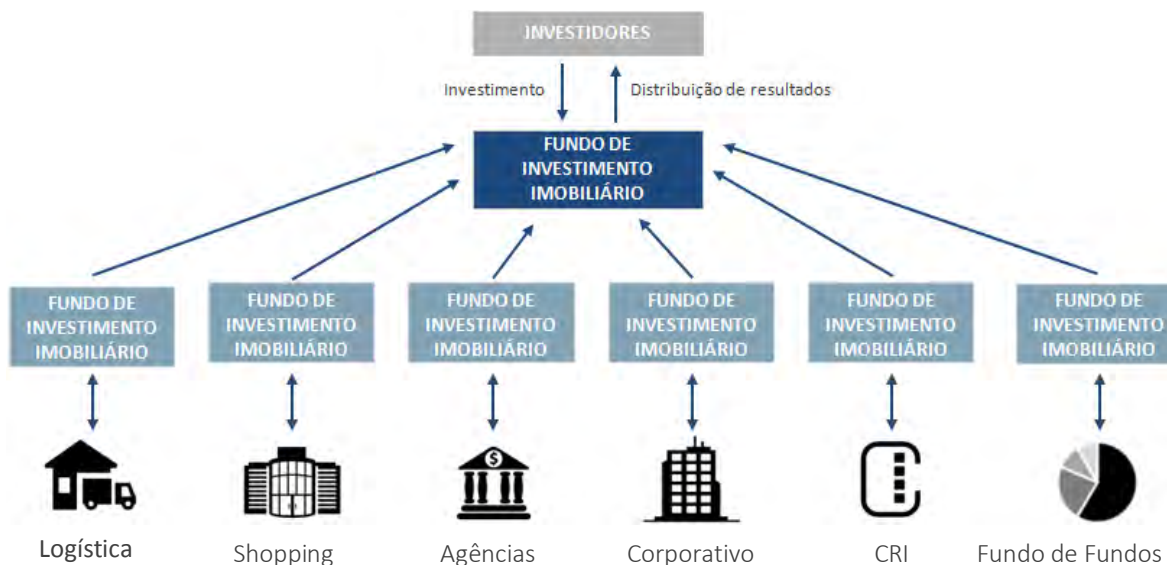 INVESTIDORES
Investimento
Distribuição de resultados
FUNDO DE
INVESTIMENTO
IMOBILIÁRIO
FUNDO DE
INVESTIMENTO
IMOBILIÁRIO
FUNDO DE
INVESTIMENTO
IMOBILIÁRIO
FUNDO DE
INVESTIMENTO
IMOBILIÁRIO
FUNDO DE
INVESTIMENTO
IMOBILIÁRIO
FUNDO DE
INVESTIMENTO
IMOBILIÁRIO
FUNDO DE
INVESTIMENTO
IMOBILIÁRIO
$
Logística
Shopping
Agências
Corporativo
CRI
Fundo de Fundos